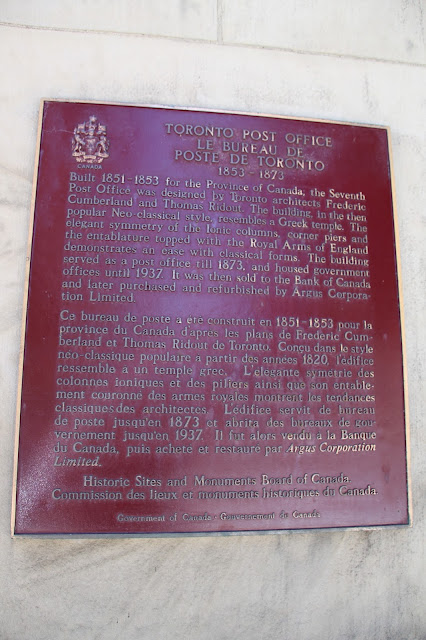 CANADA
TORONTO POST OFFICE
LE BUREAU DE
POSTE DE TORONTO
1853 - 1873
Built 1851-1853 for the Province of Canada, the Seventh
Post Office was designed by Toronto architects Frederic
Cumberland and Thomas Ridout. The building, in the then
popular Neo-classical style, resembles a Greek temple. The
elegant symmetry of the Ionic columns, corner piers and
the entablature topped with the Royal Arms of England
demonstrates an ease with classical forms. The building
served as a post office till 1873, and housed government
offices until 1937. It was then sold to the Bank of Canada
and later purchased and refurbished by Argus Corpora-
tion Limited.
Ce bureau de poste a été construit en 1851-1853 pour la
province du Canada d'après les plans de Frederic Cum-
berland et Thomas Ridout de Toronto. Conçu dans le style
néo-classique populaire à partir des années 1820, l'édifice
ressemble à un temple grec. L'élégante symétrie des
colonnes ioniques et des piliers ainsi que son entable-
ment couronné des armes royales montrent les tendances
classiques des architectes. L'édifice servit de bureau
de poste jusqu'en 1873 et abrita des bureaux de gou-
vernement jusqu'en 1937. Il fut alors vendu à la Banque
du Canada, puis acheté et restauré par Argus Corporation
Limited.
Historic Sites and Monuments Board of Canada.
Commission des lieux et monuments historiques du Canada.
Government of Canada · Gouvernement du Canada